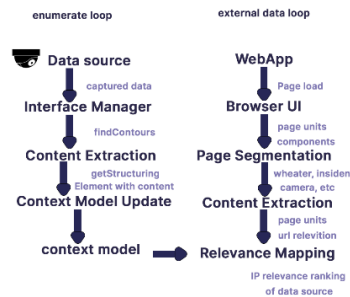 enumerate loop
Data source
captured data
Interface Manager
findContours
Content Extraction
getStructuring
Element with content
Context Model Update
context model
external data loop
WebApp
Page load
Browser UI
page units
components
Page Segmentation
wheater, insiden
camera, etc
Content Extraction
page units
url relevition
Relevance Mapping
IP relevance ranking
of data source